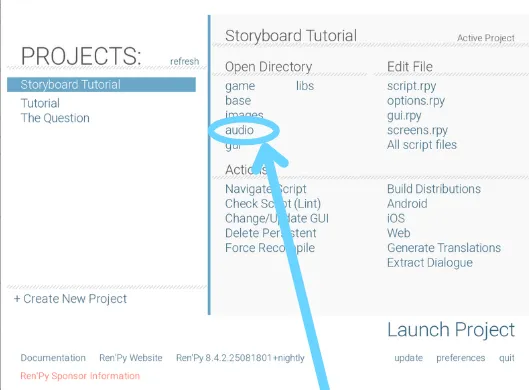 PROJECTS:
refresh
Storyboard Tutorial
Tutorial
The Question
+ Create New Project
Storyboard Tutorial
Active Project
Open Directory
game libs
base
images
audio
gui
Edit File
script.rpy
options.rpy
gui.rpy
screens.rpy
All script files
Actions
Navigate Script
Check Script (Lint)
Change/Update GUI
Delete Persistent
Force Recompile
Build Distributions
Android
iOS
Web
Generate Translations
Extract Dialogue
Launch Project
Documentation Ren'Py Website Ren'Py 8.4.2.25081801+nightly
update preferences quit
Ren'Py Sponsor Information